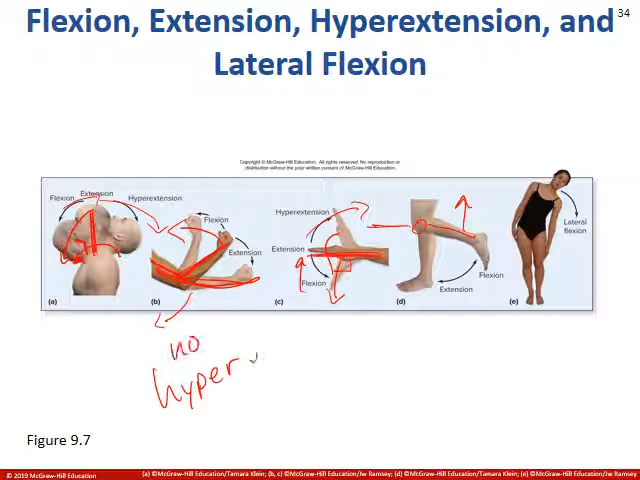 Flexion, Extension, Hyperextension, and
Lateral Flexion
34
Copyright © McGraw-Hill Education. All rights reserved. No reproduction or
distribution without the prior written consent of McGraw-Hill Education.
Flexion
Extension
Hyperextension
(a)
Flexion
Extension
(b)
Hyperextension
Extension
Flexion
(c)
Flexion
Extension
(d)
Lateral
flexion
(e)
no
hyper
Figure 9.7
© 2019 McGraw-Hill Education
(a) ©McGraw-Hill Education/Tamara Klein; (b, c) ©McGraw-Hill Education/Jw Ramsey; (d) ©McGraw-Hill Education/Tamara Klein; (e) ©McGraw-Hill Education/Jw Ramsey